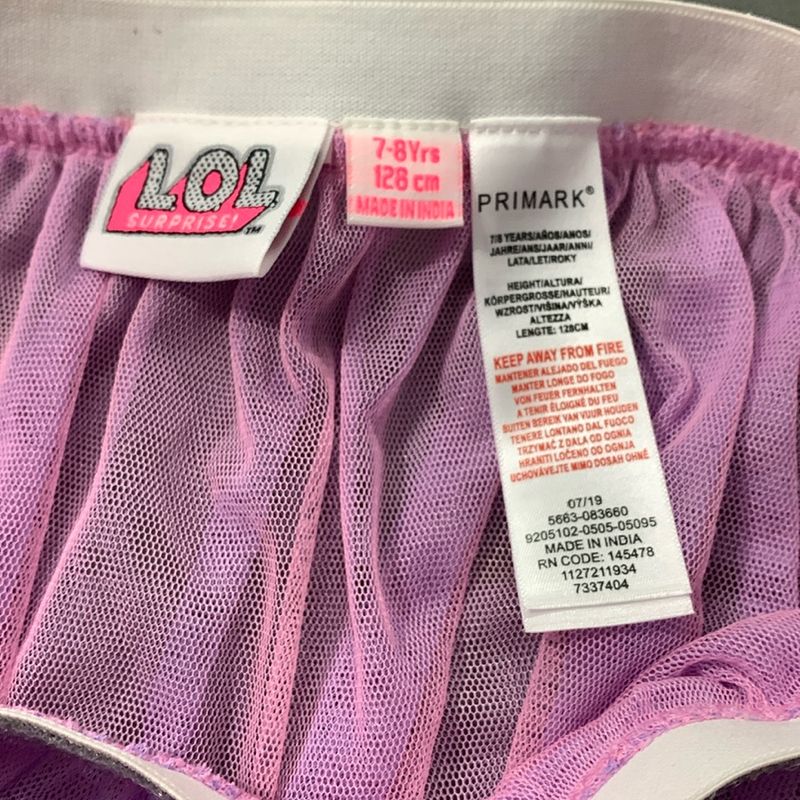 LOL
SURPRISE!™
7-8Yrs
128 cm
MADE IN INDIA
PRIMARK®
7/8 YEARS/AÑOS/ANOS/
JAHRE/ANS/JAAR/ANNI/
LATA/LET/ROKY
HEIGHT/ALTURA/
KÖRPERGROSSE/HAUTEUR/
WZROST/VIŠINA/VÝŠKA
ALTEZZA
LENGTE: 128CM
KEEP AWAY FROM FIRE
MANTENER ALEJADO DEL FUEGO
MANTER LONGE DO FOGO
VON FEUER FERNHALTEN
A TENIR ÉLOIGNÉ DU FEU
BUITEN BEREIK VAN VUUR HOUDEN
TENERE LONTANO DAL FUOCO
TRZYMAĆ Z DALA OD OGNIA
HRANITI LOČENO OD OGNJA
UCHOVÁVEJTE MIMO DOSAH OHNĚ
07/19
5663-083660
9205102-0505-05095
MADE IN INDIA
RN CODE: 145478
1127211934
7337404